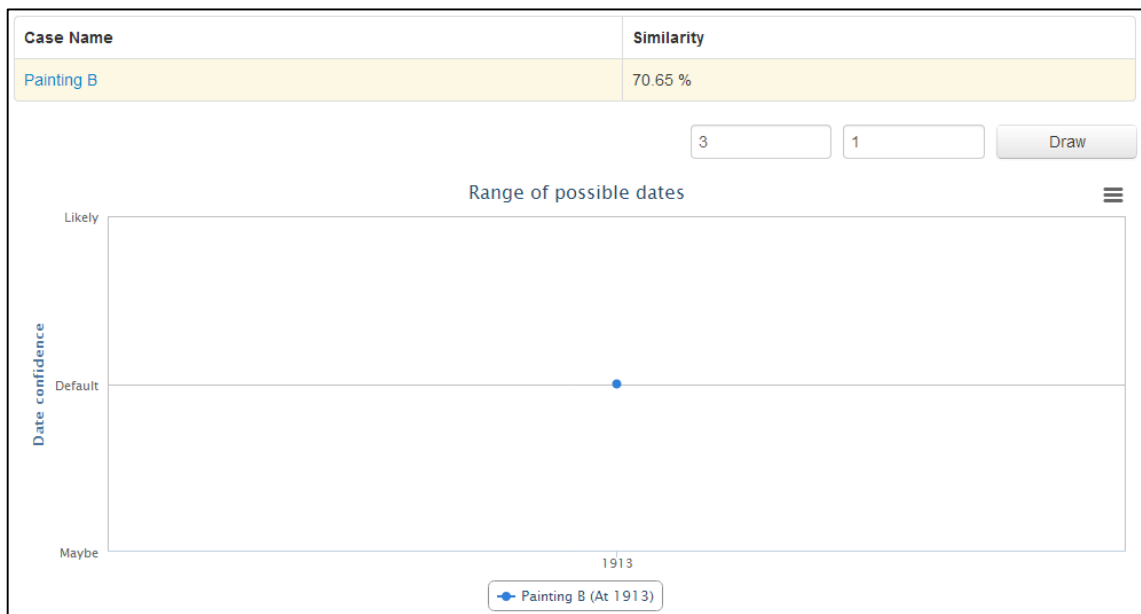 Case Name Similarity
Painting B 70.65 %
3 1 Draw
Range of possible dates
Likely
Date confidence
Default
Maybe
1913
Painting B (At 1913)